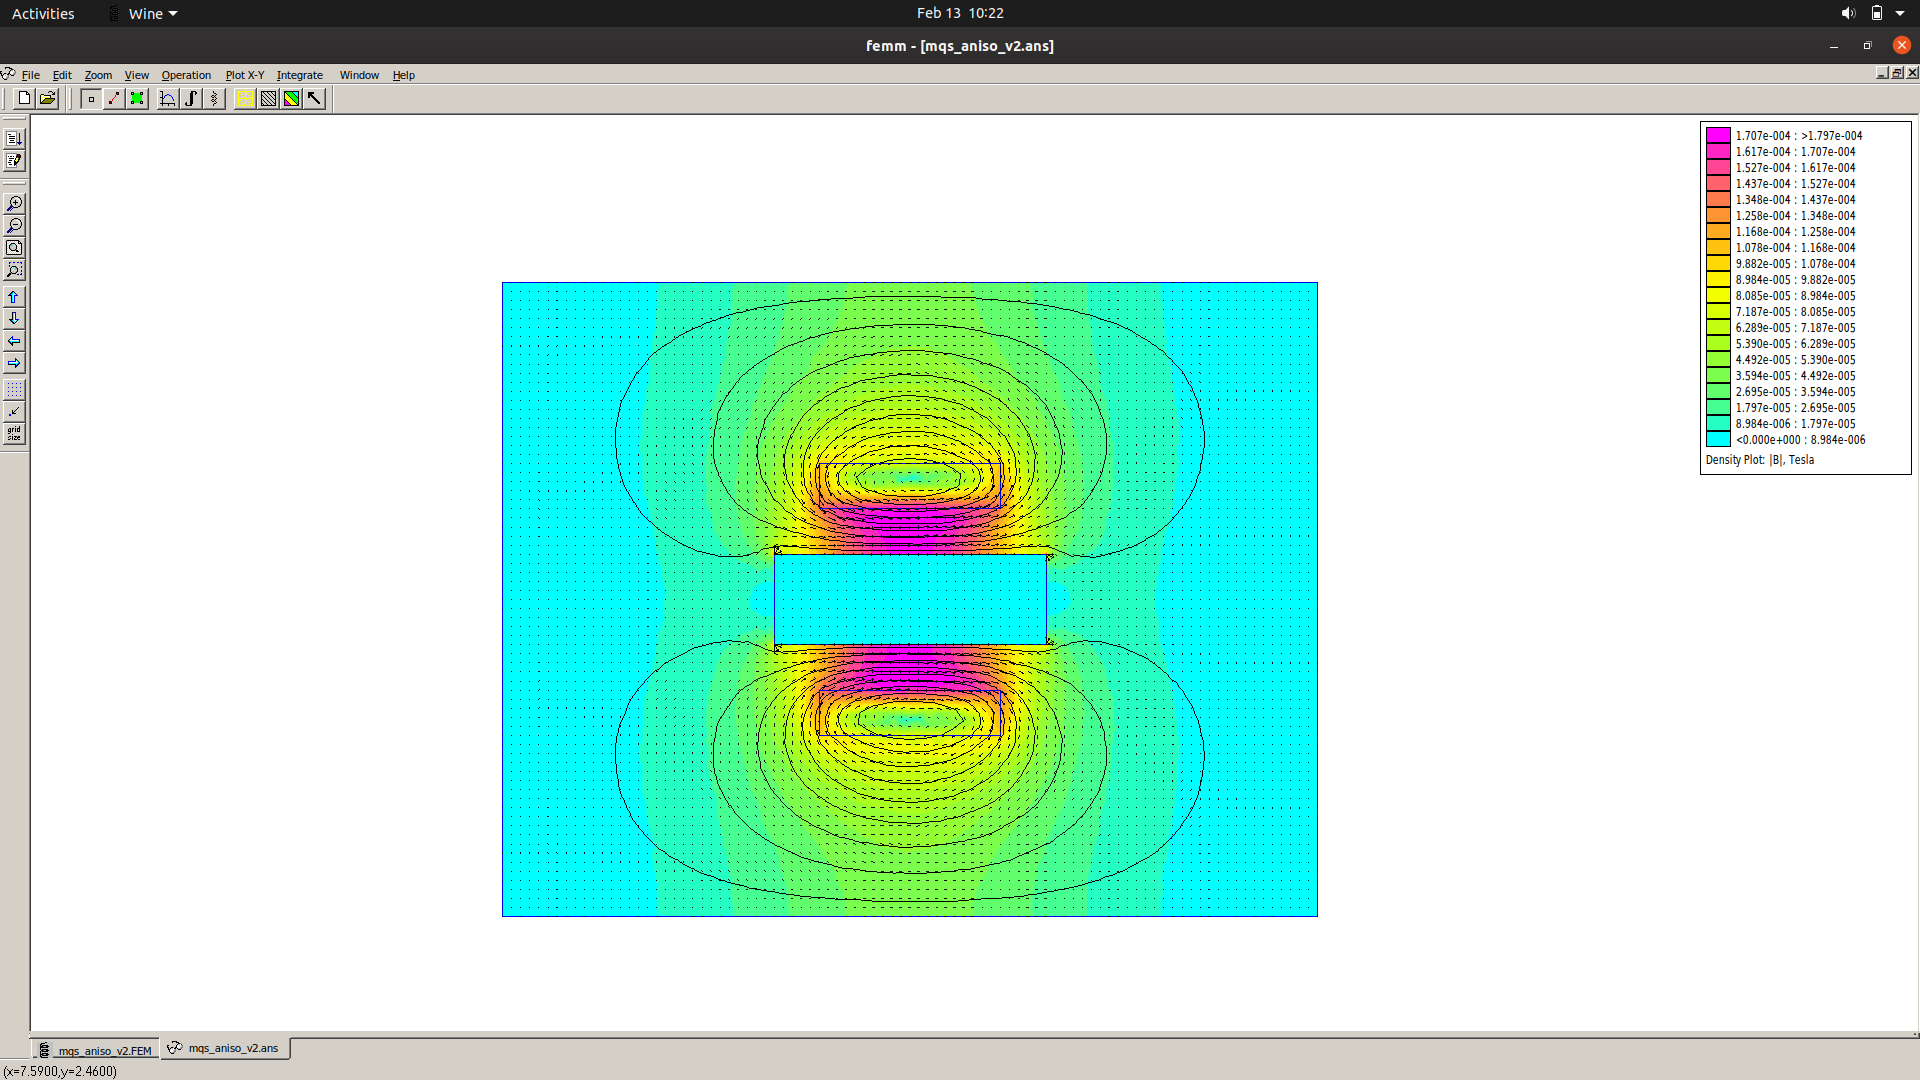 Activities
Wine
Feb 13 10:22
femm - [mqs_aniso_v2.ans]
File Edit Zoom View Operation Plot X-Y Integrate Window Help
1.707e-004 : >1.797e-004
1.617e-004 : 1.707e-004
1.527e-004 : 1.617e-004
1.437e-004 : 1.527e-004
1.348e-004 : 1.437e-004
1.258e-004 : 1.348e-004
1.168e-004 : 1.258e-004
1.078e-004 : 1.168e-004
9.882e-005 : 1.078e-004
8.984e-005 : 9.882e-005
8.085e-005 : 8.984e-005
7.187e-005 : 8.085e-005
6.289e-005 : 7.187e-005
5.390e-005 : 6.289e-005
4.492e-005 : 5.390e-005
3.594e-005 : 4.492e-005
2.695e-005 : 3.594e-005
1.797e-005 : 2.695e-005
8.984e-006 : 1.797e-005
<0.000e+000 : 8.984e-006
Density Plot: |B|, Tesla
grid
size
mqs_aniso_v2.FEM
mqs_aniso_v2.ans
(x=7.5900,y=2.4600)